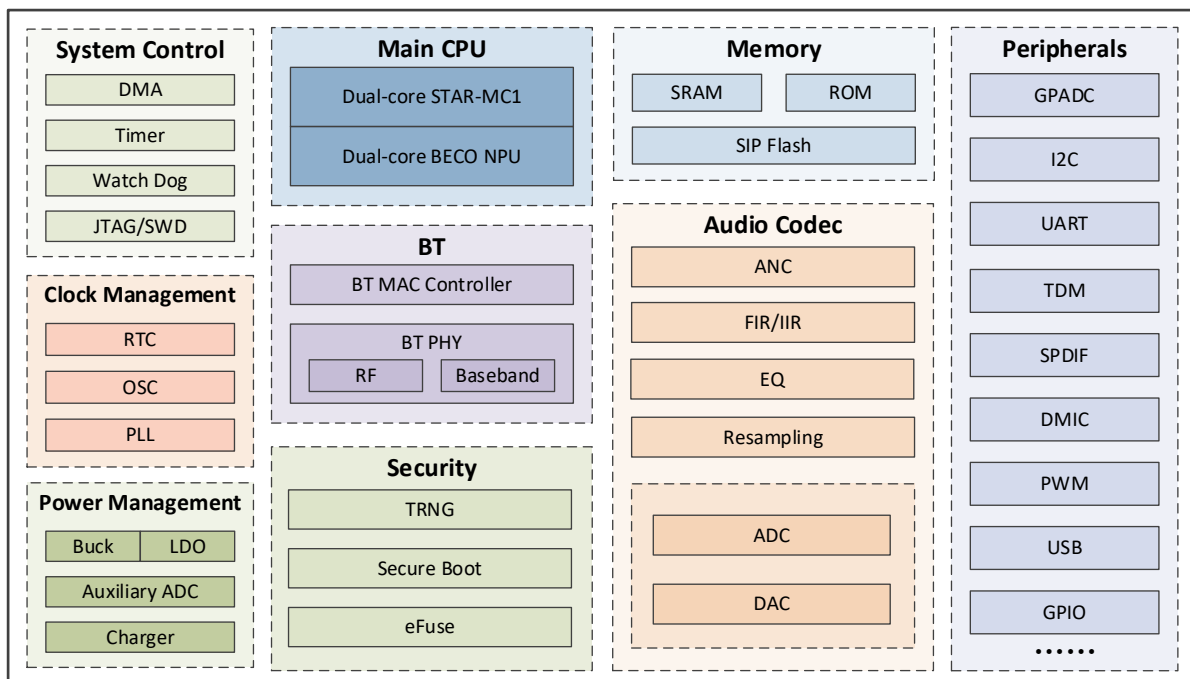 System Control
DMA
Timer
Watch Dog
JTAG/SWD
Clock Management
RTC
OSC
PLL
Power Management
Buck
LDO
Auxiliary ADC
Charger
Main CPU
Dual-core STAR-MC1
Dual-core BECO NPU
BT
BT MAC Controller
BT PHY
RF
Baseband
Security
TRNG
Secure Boot
eFuse
Memory
SRAM
ROM
SIP Flash
Audio Codec
ANC
FIR/IIR
EQ
Resampling
ADC
DAC
Peripherals
GPADC
I2C
UART
TDM
SPDIF
DMIC
PWM
USB
GPIO
······